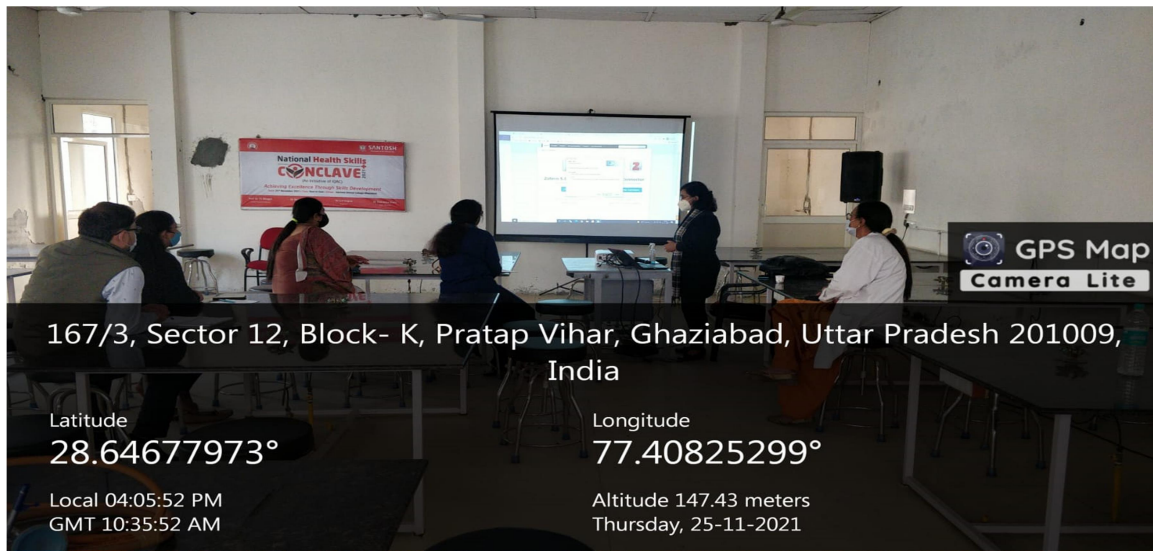 SANTOSH
National Health Skills
CONCLAVE
Achieving Excellence Through Skills Development
GPS Map
Camera Lite
167/3, Sector 12, Block- K, Pratap Vihar, Ghaziabad, Uttar Pradesh 201009,
India
Latitude
28.64677973°
Longitude
77.40825299°
Local 04:05:52 PM
GMT 10:35:52 AM
Altitude 147.43 meters
Thursday, 25-11-2021